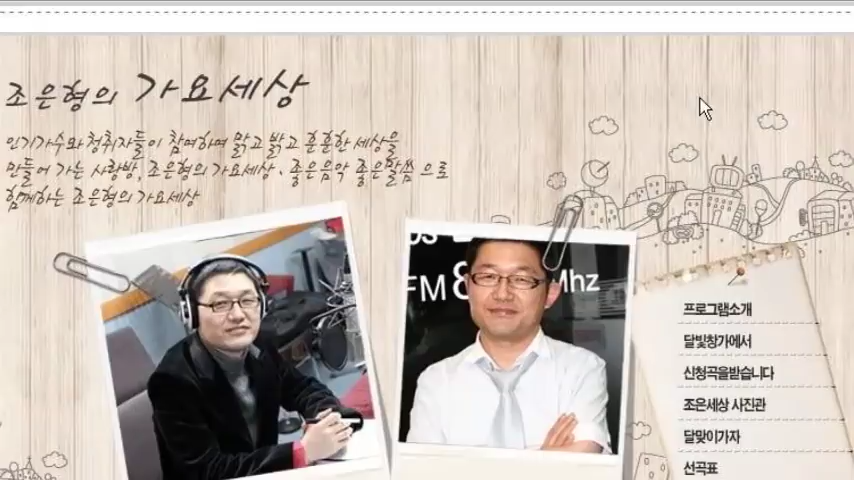 조은형의 가요세상
인기가수와 청취자들이 참여하며 맑고 밝고 훈훈한 세상을
만들어 가는 사랑방, 조은형의 가요세상. 좋은음악 좋은말씀 으로
함께하는 조은형의 가요세상
FM 8 Mhz
프로그램소개
달빛창가에서
신청곡을받습니다
조은세상 사진관
달맞이가자
선곡표